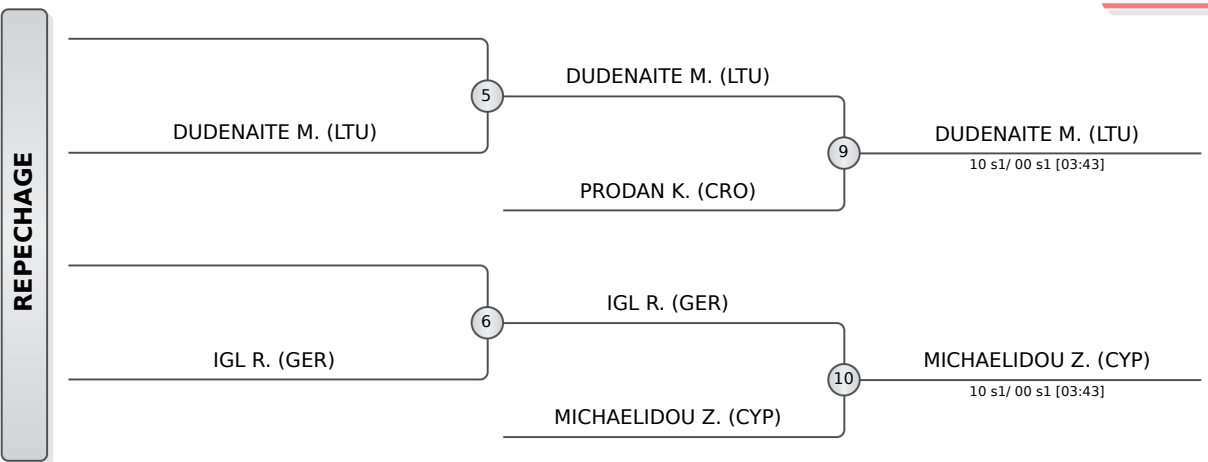 REPECHAGE
DUDENAITE M. (LTU)
5
DUDENAITE M. (LTU)
PRODAN K. (CRO)
9
DUDENAITE M. (LTU)
10 s1/ 00 s1 [03:43]
IGL R. (GER)
6
IGL R. (GER)
MICHAELIDOU Z. (CYP)
10
MICHAELIDOU Z. (CYP)
10 s1/ 00 s1 [03:43]